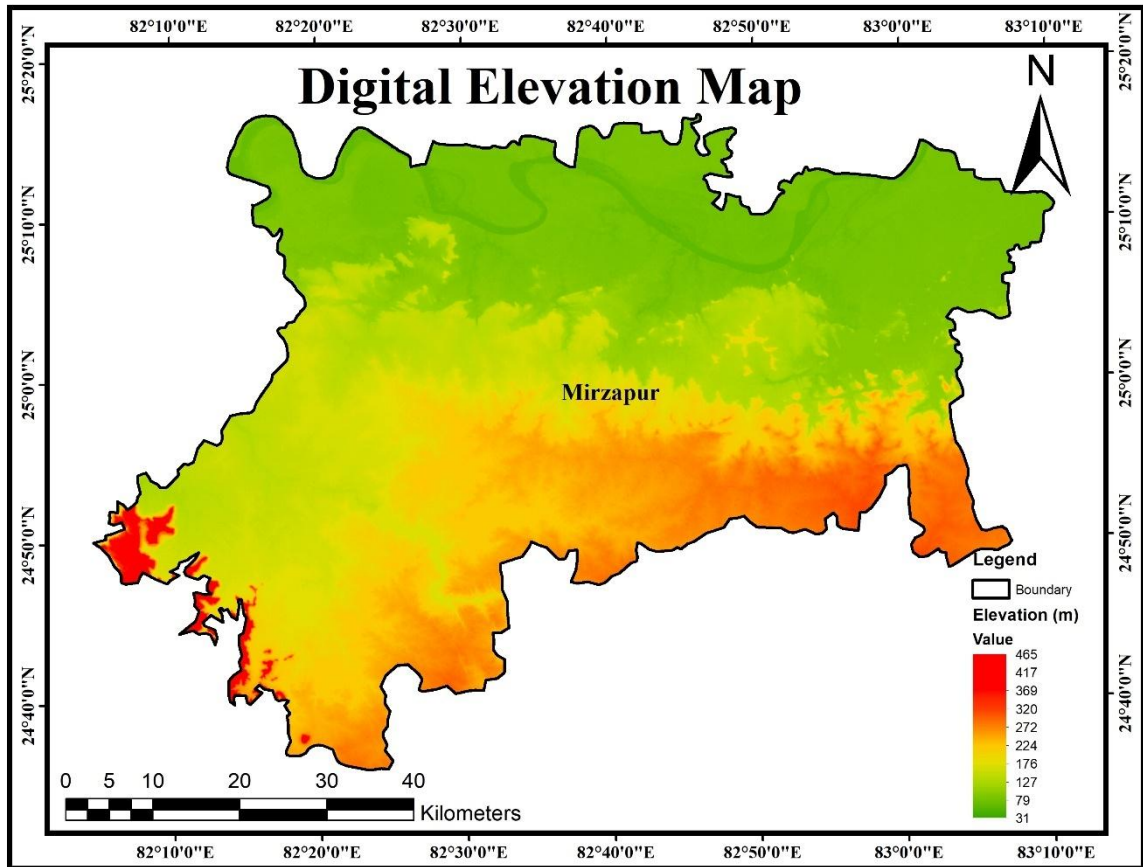 82°10'0"E 82°20'0"E 82°30'0"E 82°40'0"E 82°50'0"E 83°0'0"E 83°10'0"E
Digital Elevation Map
N
25°20'0"N 25°20'0"N
25°10'0"N 25°10'0"N
25°0'0"N 25°0'0"N
Mirzapur
24°50'0"N 24°50'0"N
24°40'0"N 24°40'0"N
Legend
Boundary
Elevation (m)
Value
465
417
369
320
272
224
176
127
79
31
0 5 10 20 30 40
Kilometers
82°10'0"E 82°20'0"E 82°30'0"E 82°40'0"E 82°50'0"E 83°0'0"E 83°10'0"E